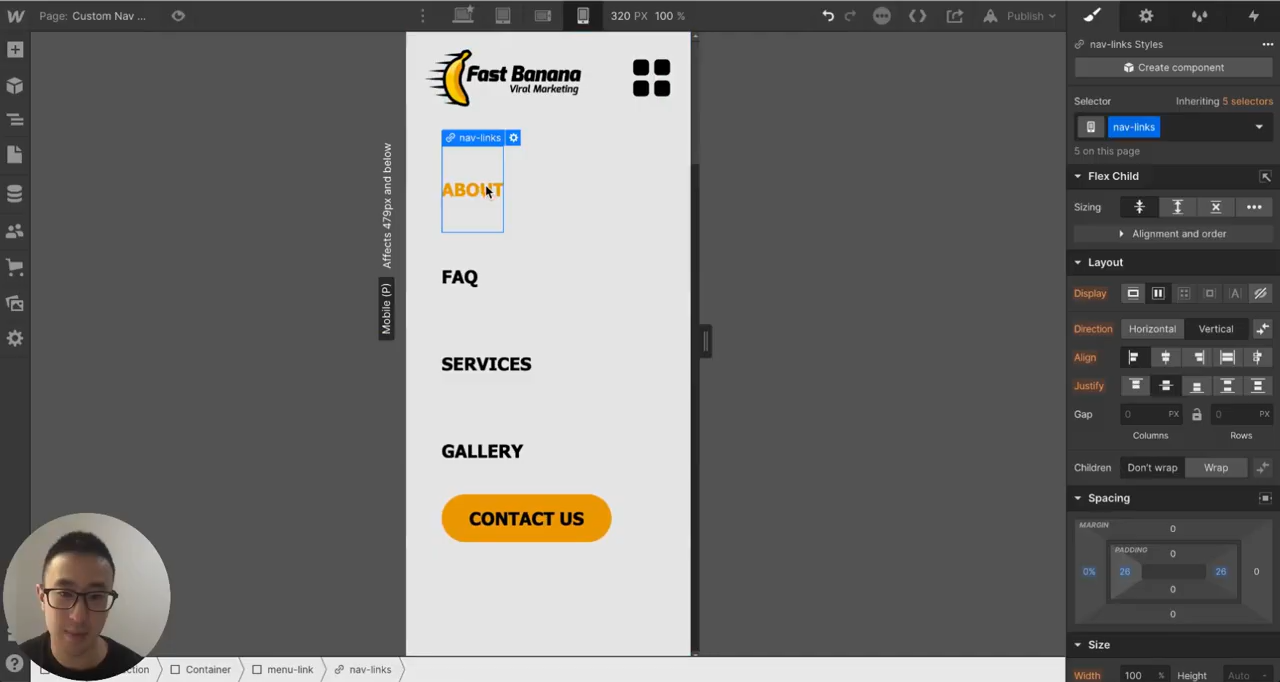 Page: Custom Nav ...
320 PX 100 %
Publish
Affects 479px and below
Mobile (P)
Fast Banana
Viral Marketing
nav-links
ABOUT
FAQ
SERVICES
GALLERY
CONTACT US
nav-links Styles
Create component
Selector
Inheriting 5 selectors
nav-links
5 on this page
Flex Child
Sizing
Alignment and order
Layout
Display
Direction Horizontal Vertical
Align
Justify
Gap 0 PX 0 PX
Columns Rows
Children Don't wrap Wrap
Spacing
MARGIN
0
PADDING
0
0% 26 26 0
0
0
Size
Width 100 % Height Auto
Container
menu-link
nav-links